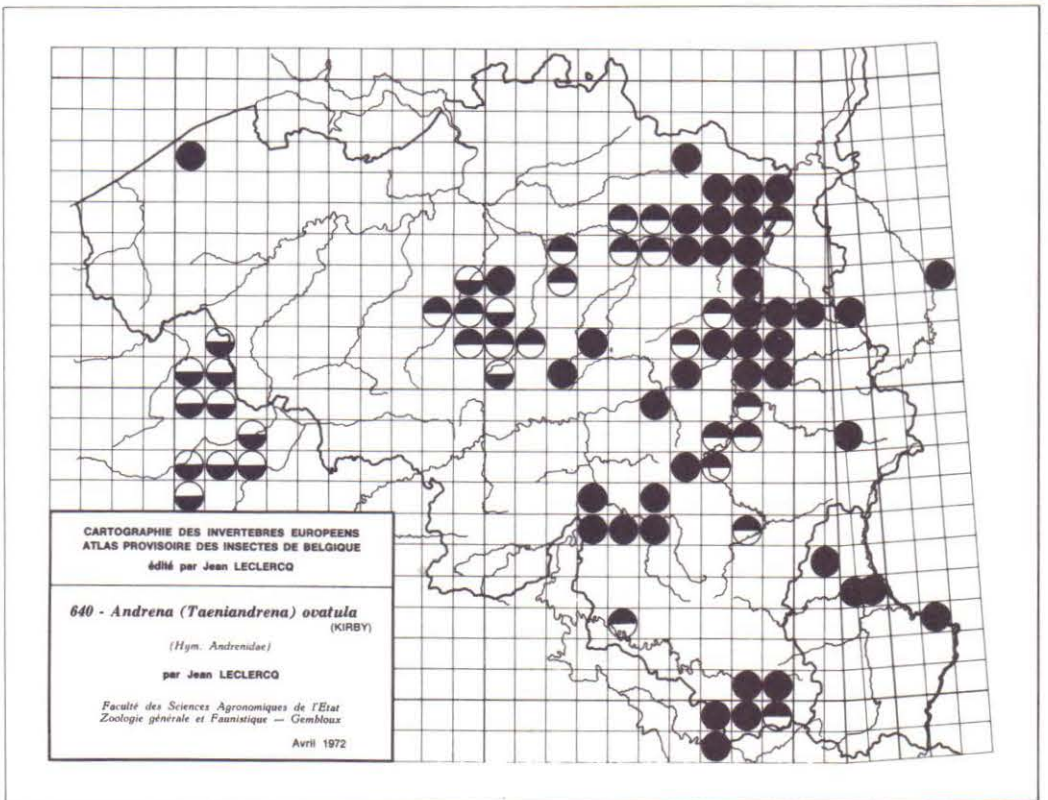 CARTOGRAPHIE DES INVERTEBRES EUROPEENS
ATLAS PROVISOIRE DES INSECTES DE BELGIQUE
édité par Jean LECLERCQ
640 - Andrena (Taeniandrena) ovatula
(KIRBY)
(Hym. Andrenidae)
par Jean LECLERCQ
Faculté des Sciences Agronomiques de l'Etat
Zoologie générale et Faunistique — Gembloux
Avril 1972